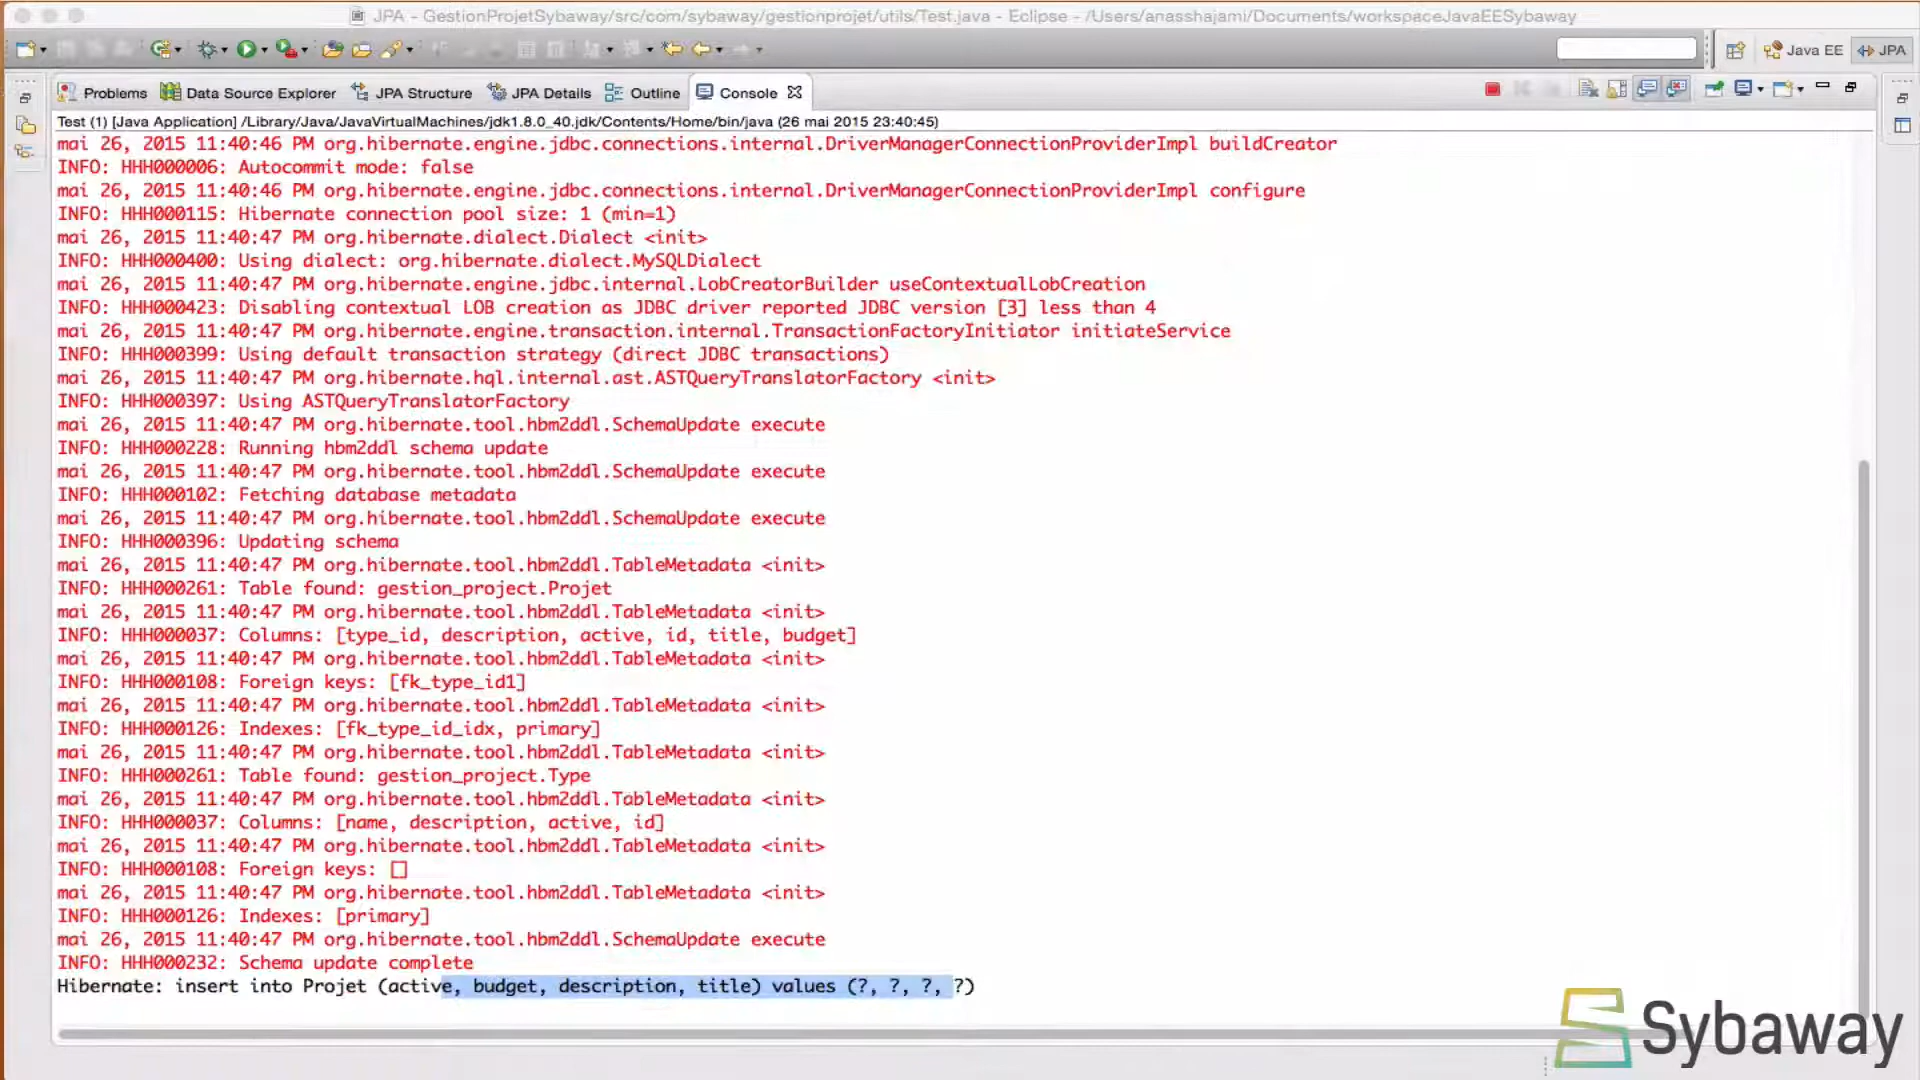 JPA - GestionProjetSybaway/src/com/sybaway/gestionprojet/utils/Test.java - Eclipse - /Users/anasshajami/Documents/workspaceJavaEESybaway
Java EE JPA
Problems Data Source Explorer JPA Structure JPA Details Outline Console
Test (1) [Java Application] /Library/Java/JavaVirtualMachines/jdk1.8.0_40.jdk/Contents/Home/bin/java (26 mai 2015 23:40:45)
mai 26, 2015 11:40:46 PM org.hibernate.engine.jdbc.connections.internal.DriverManagerConnectionProviderImpl buildCreator
INFO: HHH000006: Autocommit mode: false
mai 26, 2015 11:40:46 PM org.hibernate.engine.jdbc.connections.internal.DriverManagerConnectionProviderImpl configure
INFO: HHH000115: Hibernate connection pool size: 1 (min=1)
mai 26, 2015 11:40:47 PM org.hibernate.dialect.Dialect <init>
INFO: HHH000400: Using dialect: org.hibernate.dialect.MySQLDialect
mai 26, 2015 11:40:47 PM org.hibernate.engine.jdbc.internal.LobCreatorBuilder useContextualLobCreation
INFO: HHH000423: Disabling contextual LOB creation as JDBC driver reported JDBC version [3] less than 4
mai 26, 2015 11:40:47 PM org.hibernate.engine.transaction.internal.TransactionFactoryInitiator initiateService
INFO: HHH000399: Using default transaction strategy (direct JDBC transactions)
mai 26, 2015 11:40:47 PM org.hibernate.hql.internal.ast.ASTQueryTranslatorFactory <init>
INFO: HHH000397: Using ASTQueryTranslatorFactory
mai 26, 2015 11:40:47 PM org.hibernate.tool.hbm2ddl.SchemaUpdate execute
INFO: HHH000228: Running hbm2ddl schema update
mai 26, 2015 11:40:47 PM org.hibernate.tool.hbm2ddl.SchemaUpdate execute
INFO: HHH000102: Fetching database metadata
mai 26, 2015 11:40:47 PM org.hibernate.tool.hbm2ddl.SchemaUpdate execute
INFO: HHH000396: Updating schema
mai 26, 2015 11:40:47 PM org.hibernate.tool.hbm2ddl.TableMetadata <init>
INFO: HHH000261: Table found: gestion_project.Projet
mai 26, 2015 11:40:47 PM org.hibernate.tool.hbm2ddl.TableMetadata <init>
INFO: HHH000037: Columns: [type_id, description, active, id, title, budget]
mai 26, 2015 11:40:47 PM org.hibernate.tool.hbm2ddl.TableMetadata <init>
INFO: HHH000108: Foreign keys: [fk_type_id1]
mai 26, 2015 11:40:47 PM org.hibernate.tool.hbm2ddl.TableMetadata <init>
INFO: HHH000126: Indexes: [fk_type_id_idx, primary]
mai 26, 2015 11:40:47 PM org.hibernate.tool.hbm2ddl.TableMetadata <init>
INFO: HHH000261: Table found: gestion_project.Type
mai 26, 2015 11:40:47 PM org.hibernate.tool.hbm2ddl.TableMetadata <init>
INFO: HHH000037: Columns: [name, description, active, id]
mai 26, 2015 11:40:47 PM org.hibernate.tool.hbm2ddl.TableMetadata <init>
INFO: HHH000108: Foreign keys: []
mai 26, 2015 11:40:47 PM org.hibernate.tool.hbm2ddl.TableMetadata <init>
INFO: HHH000126: Indexes: [primary]
mai 26, 2015 11:40:47 PM org.hibernate.tool.hbm2ddl.SchemaUpdate execute
INFO: HHH000232: Schema update complete
Hibernate: insert into Projet (active, budget, description, title) values (?, ?, ?, ?)
Sybaway